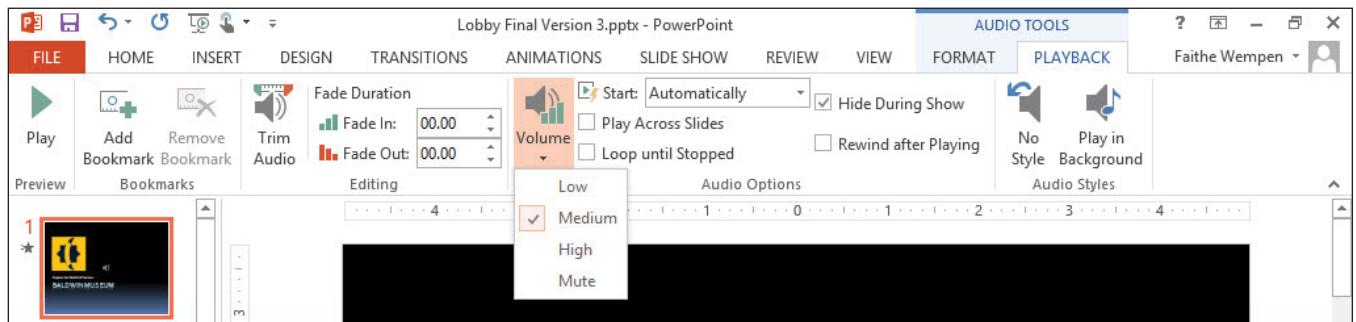 Lobby Final Version 3.pptx - PowerPoint
AUDIO TOOLS
?
FILE HOME INSERT DESIGN TRANSITIONS ANIMATIONS SLIDE SHOW REVIEW VIEW FORMAT PLAYBACK Faithe Wempen
Play
Preview
Add Bookmark
Remove Bookmark
Bookmarks
Trim Audio
Fade Duration
Fade In: 00.00
Fade Out: 00.00
Editing
Volume
Start: Automatically
Play Across Slides
Loop until Stopped
Hide During Show
Rewind after Playing
Audio Options
No Style
Play in Background
Audio Styles
Low
Medium
High
Mute
4 1 0 1 2 3 4
1
BALDWIN MUSEUM
3